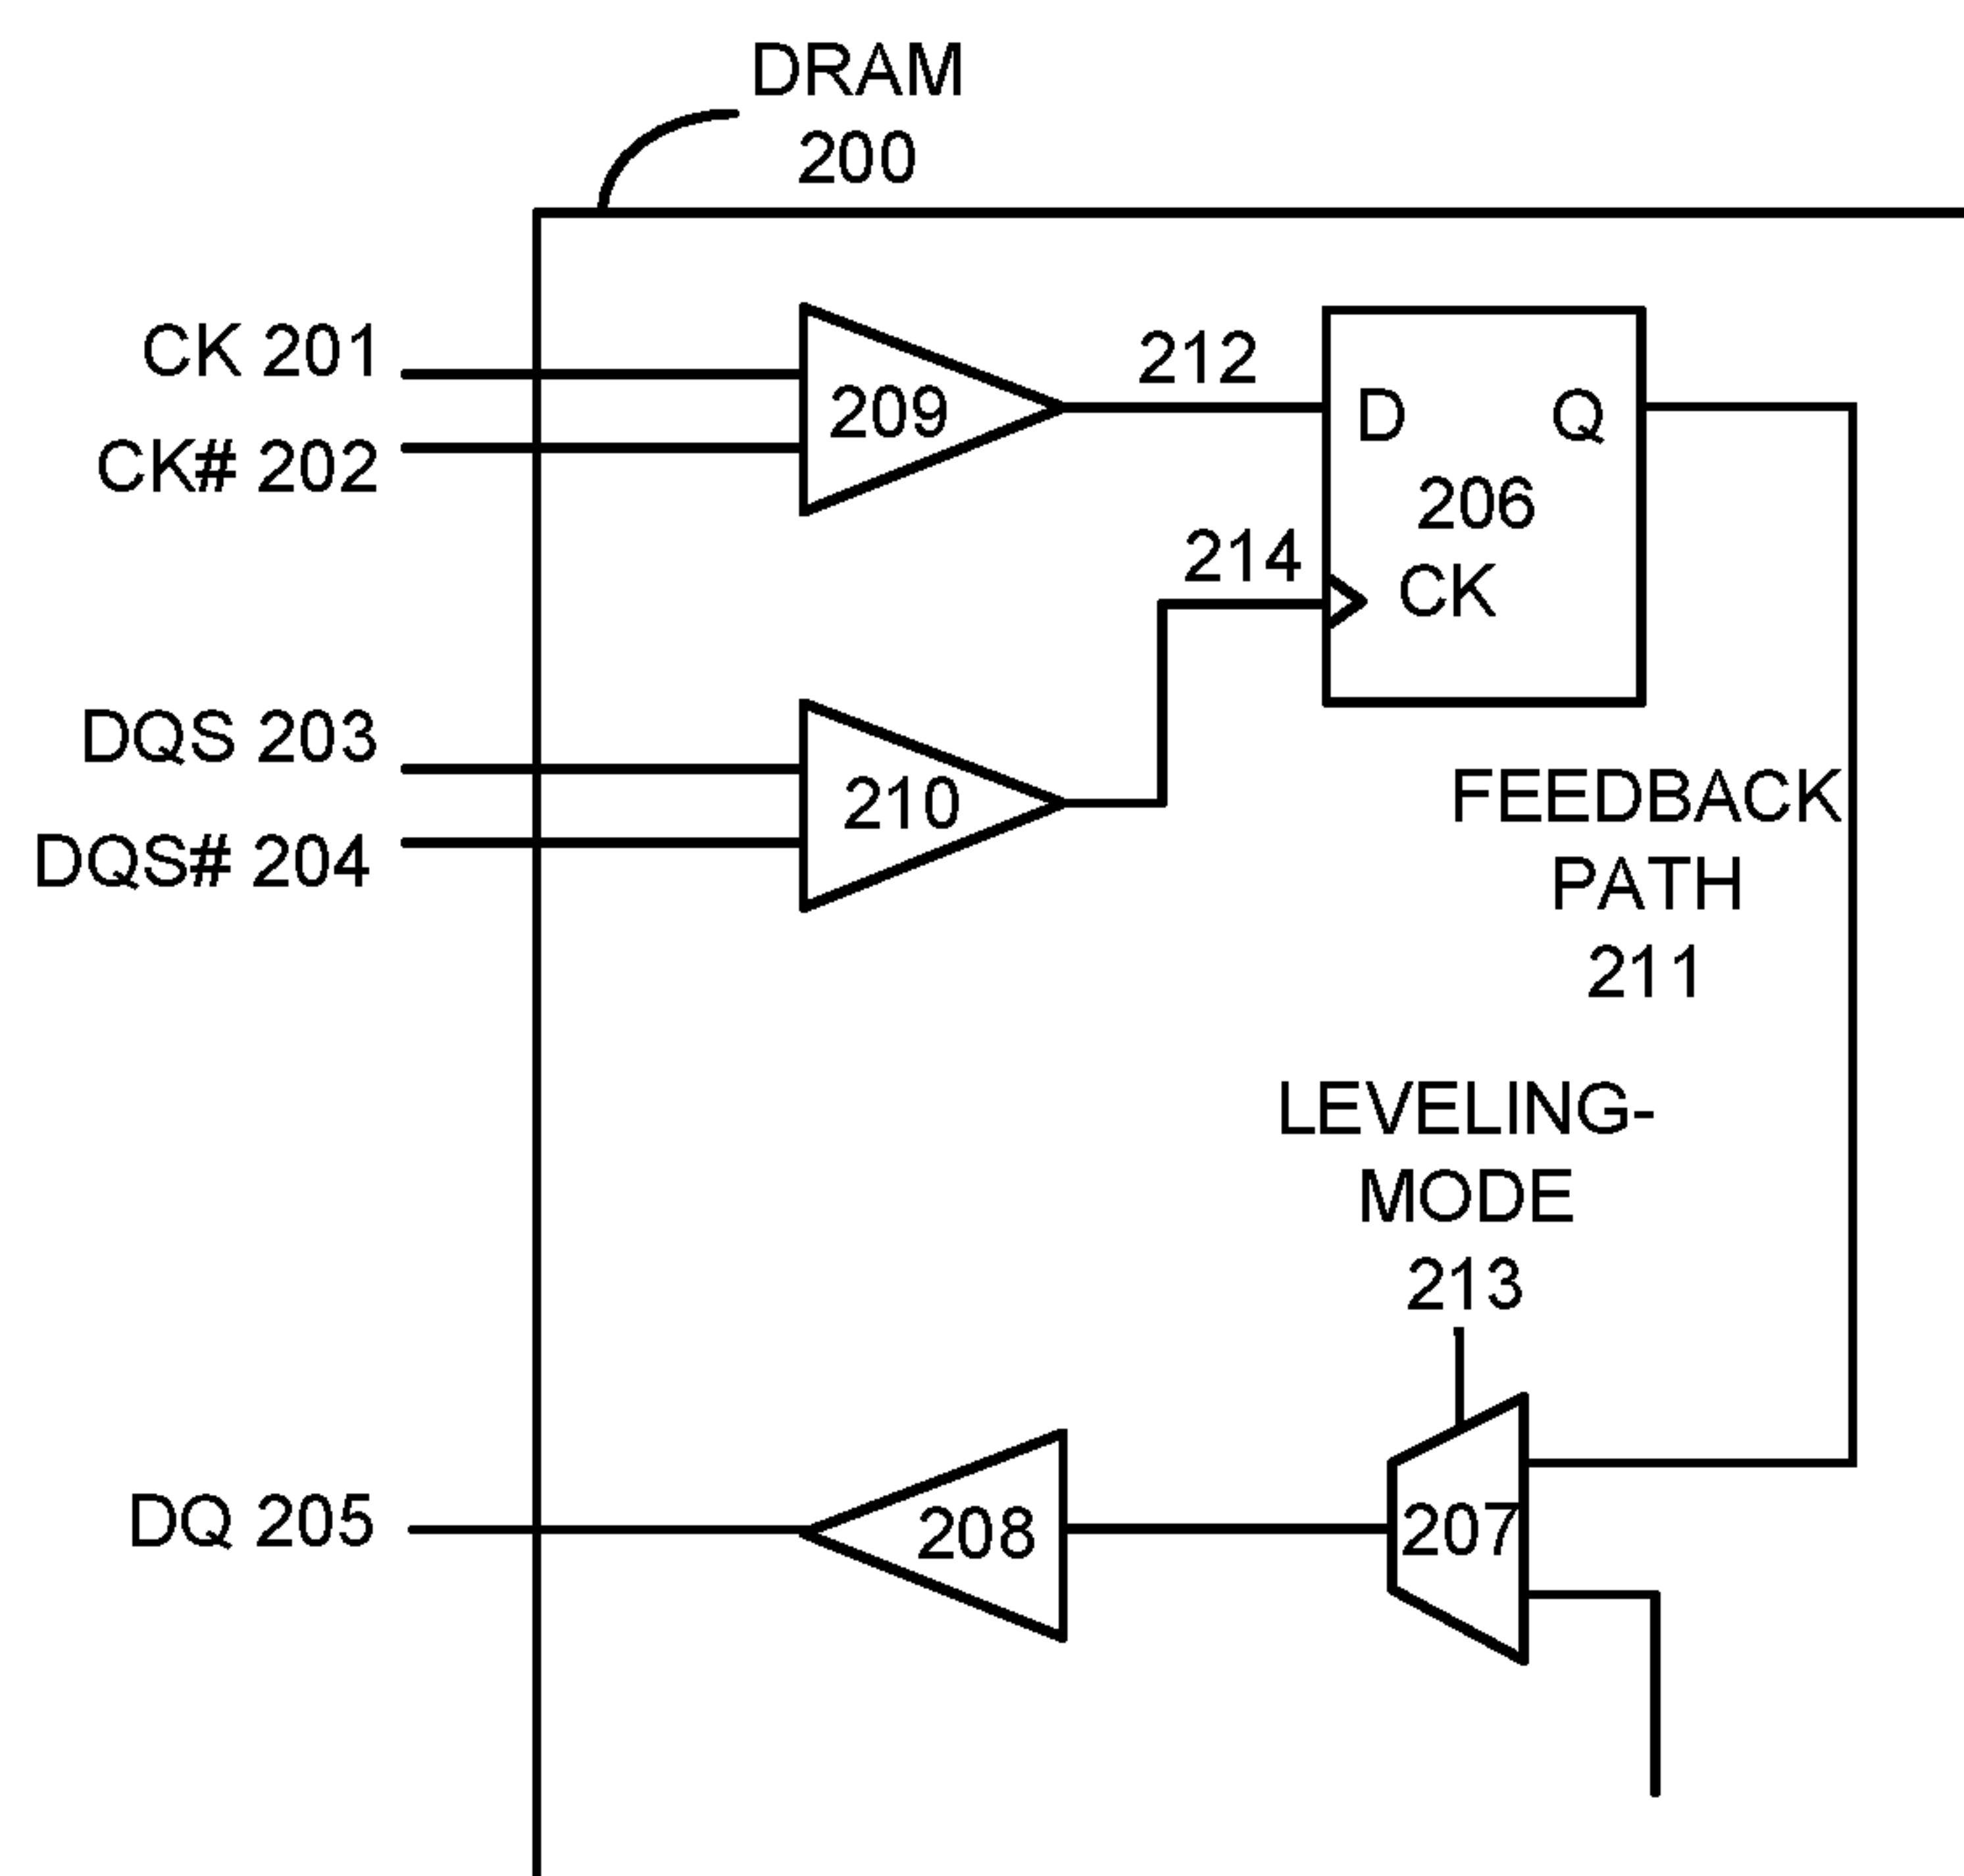 DRAM
200
CK 201
CK# 202
209
212
D
Q
206
CK
214
DQS 203
DQS# 204
210
FEEDBACK
PATH
211
LEVELING-
MODE
213
DQ 205
208
207